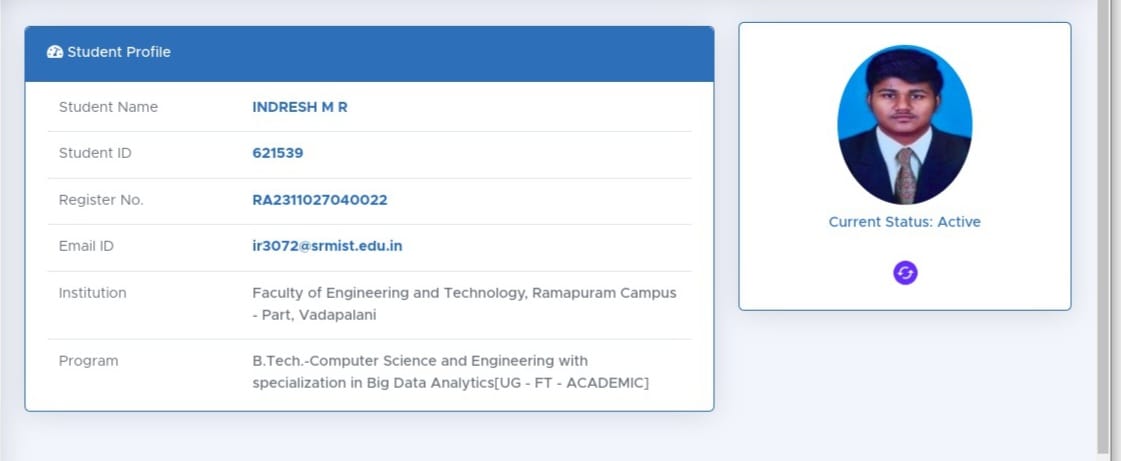 Student Profile
Student Name INDRESH M R
Student ID 621539
Register No. RA2311027040022
Email ID ir3072@srmist.edu.in
Institution Faculty of Engineering and Technology, Ramapuram Campus
- Part, Vadapalani
Program B.Tech.-Computer Science and Engineering with
specialization in Big Data Analytics[UG - FT - ACADEMIC]
Current Status: Active